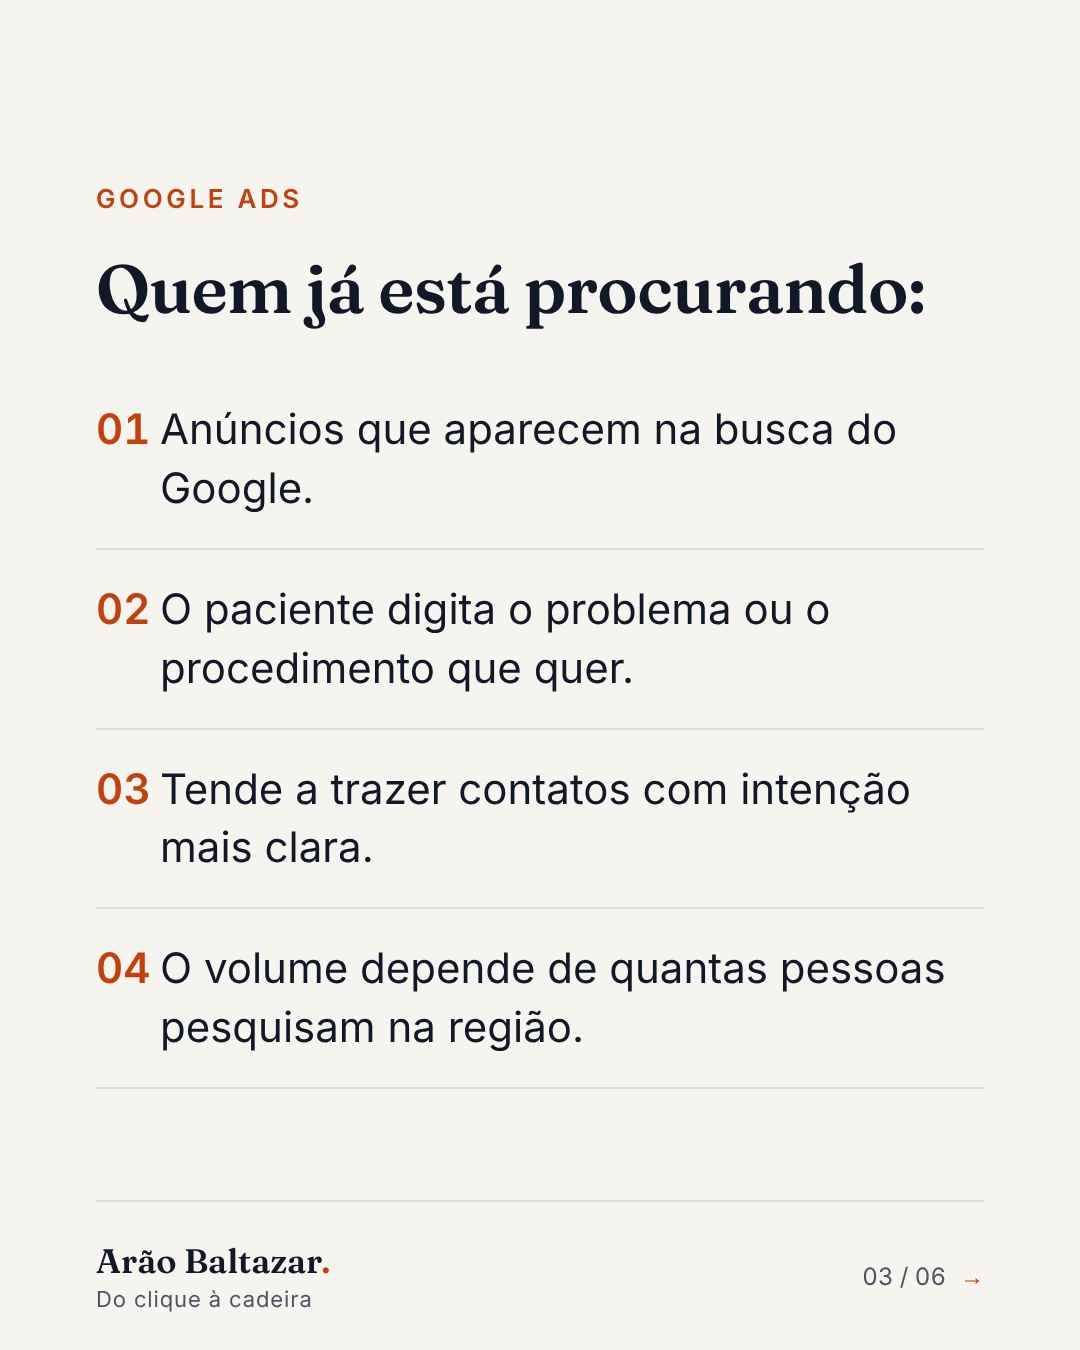 GOOGLE ADS
Quem já está procurando:
01 Anúncios que aparecem na busca do
Google.
02 O paciente digita o problema ou o
procedimento que quer.
03 Tende a trazer contatos com intenção
mais clara.
04 O volume depende de quantas pessoas
pesquisam na região.
Arão Baltazar.
Do clique à cadeira
03 / 06 →